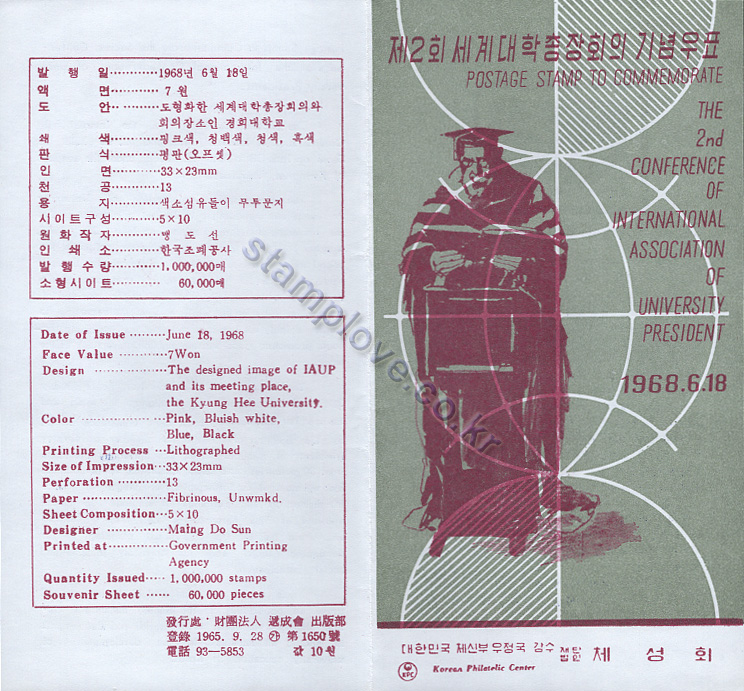 발 행 일············1968년 6월 18일
액 면············ 7 원
도 안············도형화한 세계대학총장회의와
회의장소인 경희대학교
쇄 색············핑크색, 청백색, 청색, 흑색
판 식············평판(오프셋)
인 면············33×23mm
천 공············13
용 지············색소섬유들이 무투문지
시이트구성············5×10
원 화 작 자············맹 도 선
인 쇄 소············한국조폐공사
발 행 수 량············1,000,000매
소형시이트············ 60,000매
Date of Issue ·········June 18, 1968
Face Value ············7Won
Design ············The designed image of IAUP
and its meeting place,
the Kyung Hee University.
Color ···············Pink, Bluish white,
Blue, Black
Printing Process ···Lithographed
Size of Impression···33×23mm
Perforation ············13
Paper ··················Fibrinous, Unwmkd.
Sheet Composition···5×10
Designer ············Maing Do Sun
Printed at············Government Printing
Agency
Quantity Issued····· 1,000,000 stamps
Souvenir Sheet ······ 60,000 pieces
發行處·財團法人 遞成會 出版部
登錄 1965. 9. 28 ㉮ 第 1650號
電話 93—5853 값 10원
제2회 세계대학총장회의 기념우표
POSTAGE STAMP TO COMMEMORATE
THE
2nd
CONFERENCE
OF
INTERNATIONAL
ASSOCIATION
OF
UNIVERSITY
PRESIDENT
1968.6.18
대한민국 체신부 우정국 감수 재단법인 체 성 회
KPC Korean Philatelic Center
stamplove.co.kr